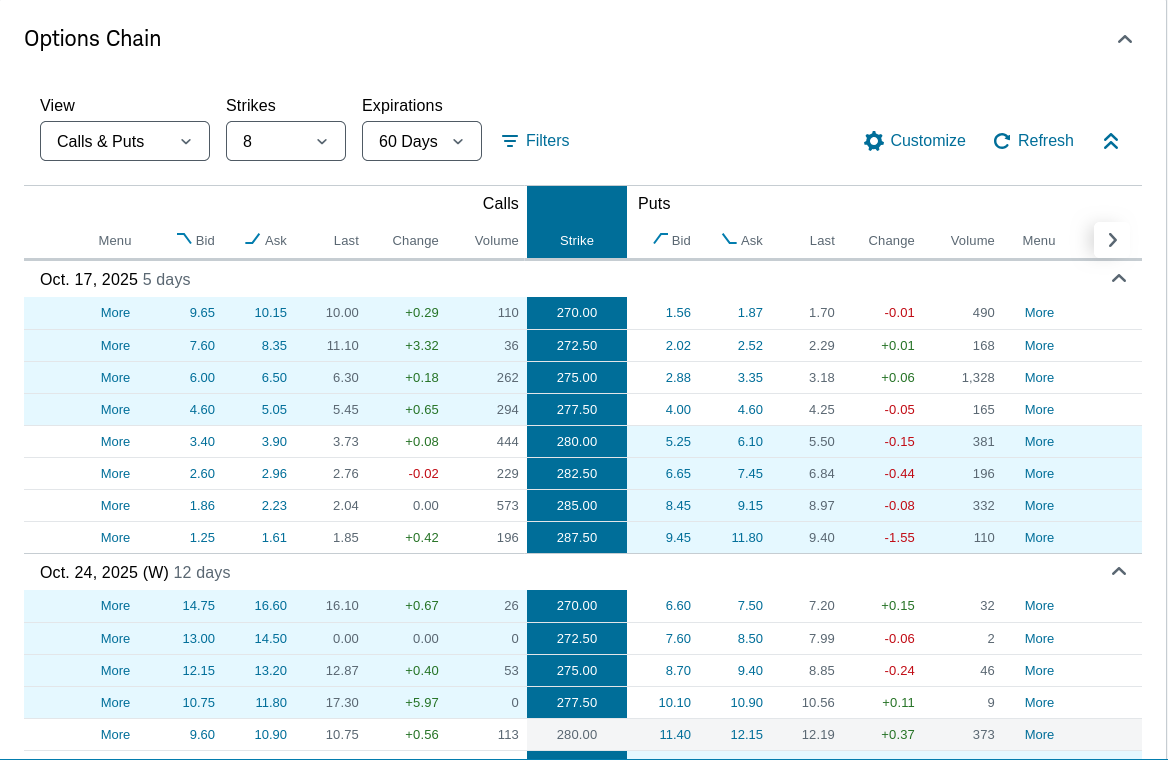 Options Chain
View Strikes Expirations
Calls & Puts 8 60 Days Filters Customize Refresh
Calls Puts
Menu Bid Ask Last Change Volume Strike Bid Ask Last Change Volume Menu
Oct. 17, 2025 5 days
More 9.65 10.15 10.00 +0.29 110 270.00 1.56 1.87 1.70 -0.01 490 More
More 7.60 8.35 11.10 +3.32 36 272.50 2.02 2.52 2.29 +0.01 168 More
More 6.00 6.50 6.30 +0.18 262 275.00 2.88 3.35 3.18 +0.06 1,328 More
More 4.60 5.05 5.45 +0.65 294 277.50 4.00 4.60 4.25 -0.05 165 More
More 3.40 3.90 3.73 +0.08 444 280.00 5.25 6.10 5.50 -0.15 381 More
More 2.60 2.96 2.76 -0.02 229 282.50 6.65 7.45 6.84 -0.44 196 More
More 1.86 2.23 2.04 0.00 573 285.00 8.45 9.15 8.97 -0.08 332 More
More 1.25 1.61 1.85 +0.42 196 287.50 9.45 11.80 9.40 -1.55 110 More
Oct. 24, 2025 (W) 12 days
More 14.75 16.60 16.10 +0.67 26 270.00 6.60 7.50 7.20 +0.15 32 More
More 13.00 14.50 0.00 0.00 0 272.50 7.60 8.50 7.99 -0.06 2 More
More 12.15 13.20 12.87 +0.40 53 275.00 8.70 9.40 8.85 -0.24 46 More
More 10.75 11.80 17.30 +5.97 0 277.50 10.10 10.90 10.56 +0.11 9 More
More 9.60 10.90 10.75 +0.56 113 280.00 11.40 12.15 12.19 +0.37 373 More